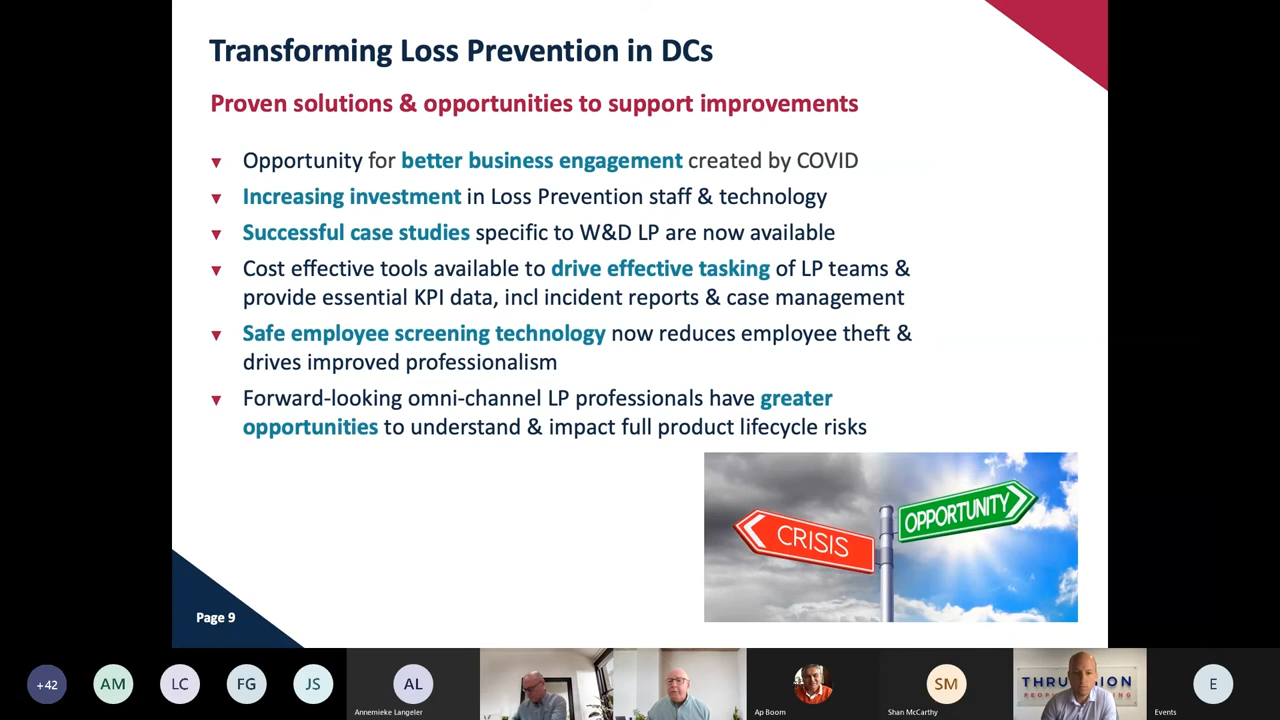 Transforming Loss Prevention in DCs
Proven solutions & opportunities to support improvements
▼ Opportunity for better business engagement created by COVID
▼ Increasing investment in Loss Prevention staff & technology
▼ Successful case studies specific to W&D LP are now available
▼ Cost effective tools available to drive effective tasking of LP teams &
provide essential KPI data, incl incident reports & case management
▼ Safe employee screening technology now reduces employee theft &
drives improved professionalism
▼ Forward-looking omni-channel LP professionals have greater
opportunities to understand & impact full product lifecycle risks
CRISIS
OPPORTUNITY
Page 9
+42
AM
LC
FG
JS
AL
Annemieke Langeler
Ap Boom
SM
Shan McCarthy
E
Events